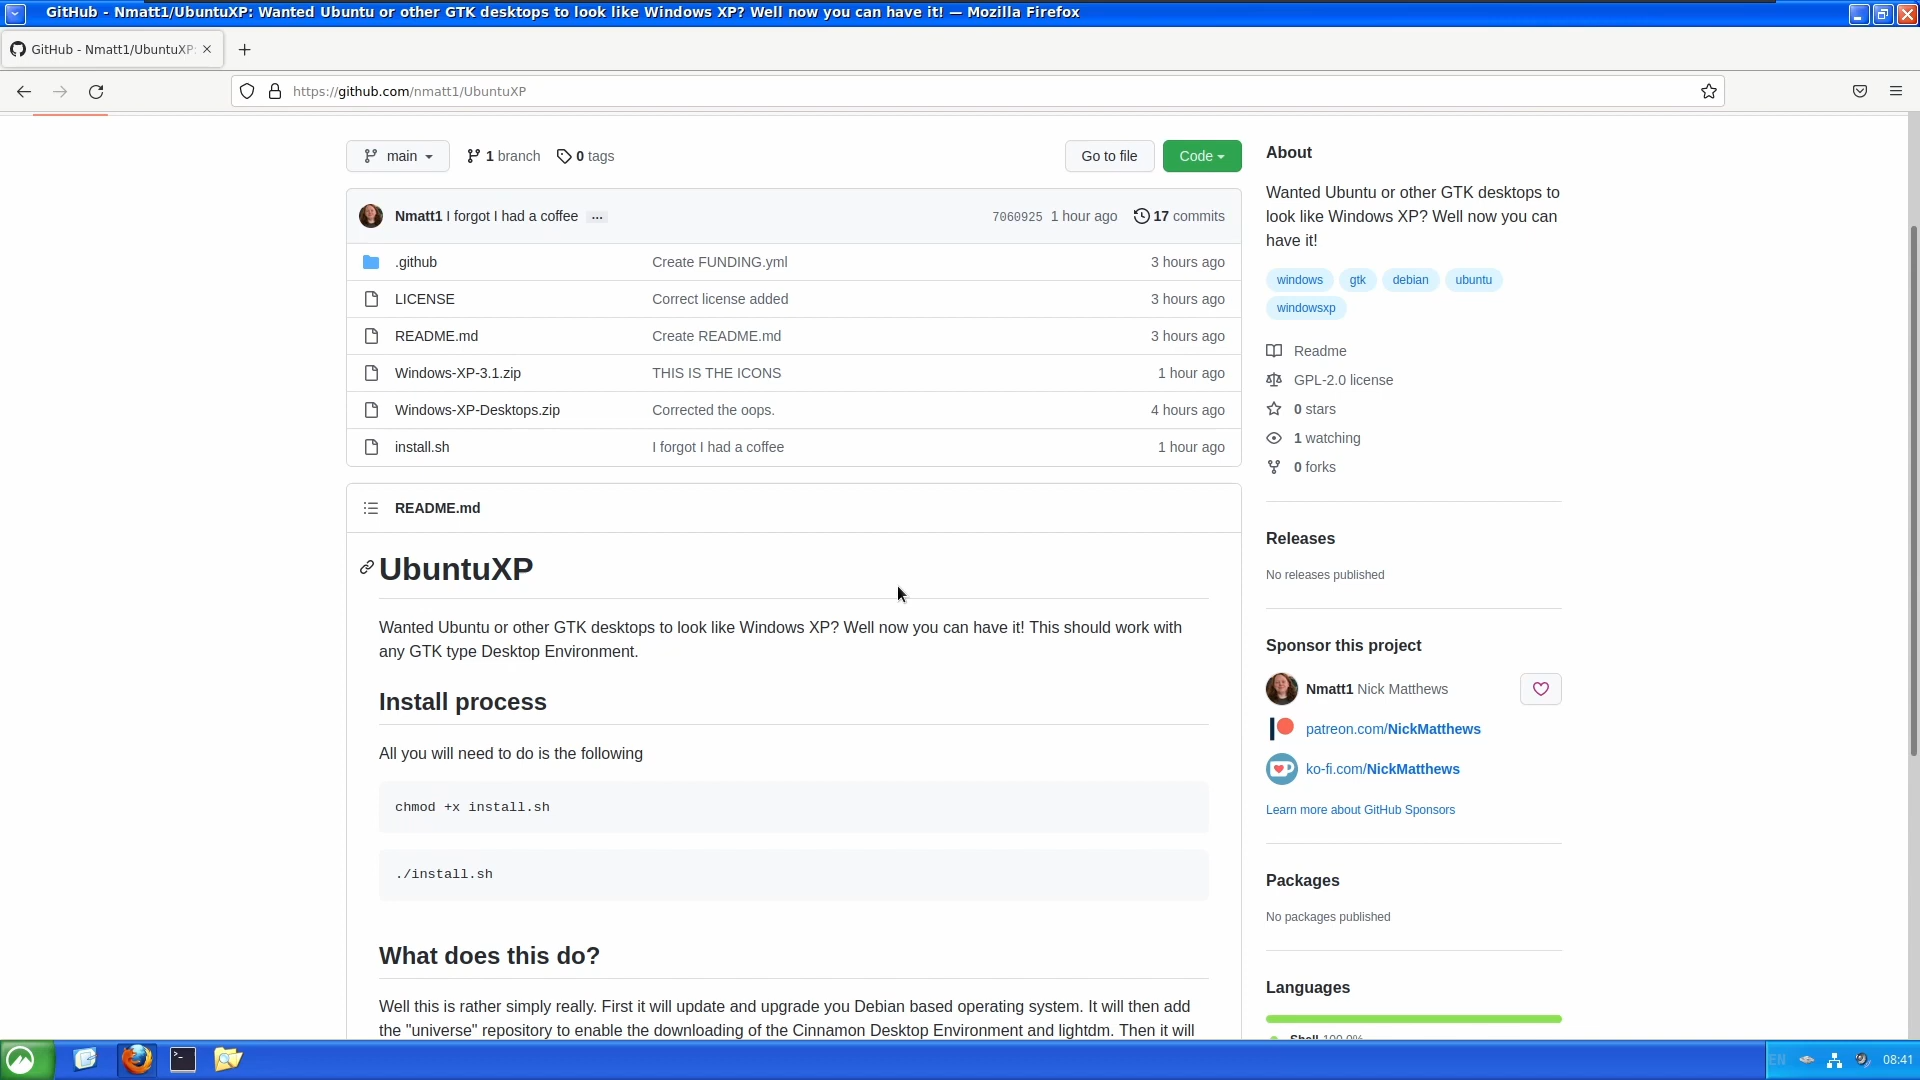 GitHub - Nmatt1/UbuntuXP: Wanted Ubuntu or other GTK desktops to look like Windows XP? Well now you can have it! — Mozilla Firefox
GitHub - Nmatt1/UbuntuXP:
https://github.com/nmatt1/UbuntuXP
main
1 branch
0 tags
Go to file
Code
Nmatt1 I forgot I had a coffee ...
7060925 1 hour ago
17 commits
.github Create FUNDING.yml 3 hours ago
LICENSE Correct license added 3 hours ago
README.md Create README.md 3 hours ago
Windows-XP-3.1.zip THIS IS THE ICONS 1 hour ago
Windows-XP-Desktops.zip Corrected the oops. 4 hours ago
install.sh I forgot I had a coffee 1 hour ago
README.md
UbuntuXP
Wanted Ubuntu or other GTK desktops to look like Windows XP? Well now you can have it! This should work with
any GTK type Desktop Environment.
Install process
All you will need to do is the following
chmod +x install.sh
./install.sh
What does this do?
Well this is rather simply really. First it will update and upgrade you Debian based operating system. It will then add
the "universe" repository to enable the downloading of the Cinnamon Desktop Environment and lightdm. Then it will
About
Wanted Ubuntu or other GTK desktops to
look like Windows XP? Well now you can
have it!
windows gtk debian ubuntu
windowsxp
Readme
GPL-2.0 license
0 stars
1 watching
0 forks
Releases
No releases published
Sponsor this project
Nmatt1 Nick Matthews
patreon.com/NickMatthews
ko-fi.com/NickMatthews
Learn more about GitHub Sponsors
Packages
No packages published
Languages
Shell 100.0%
EN
08:41